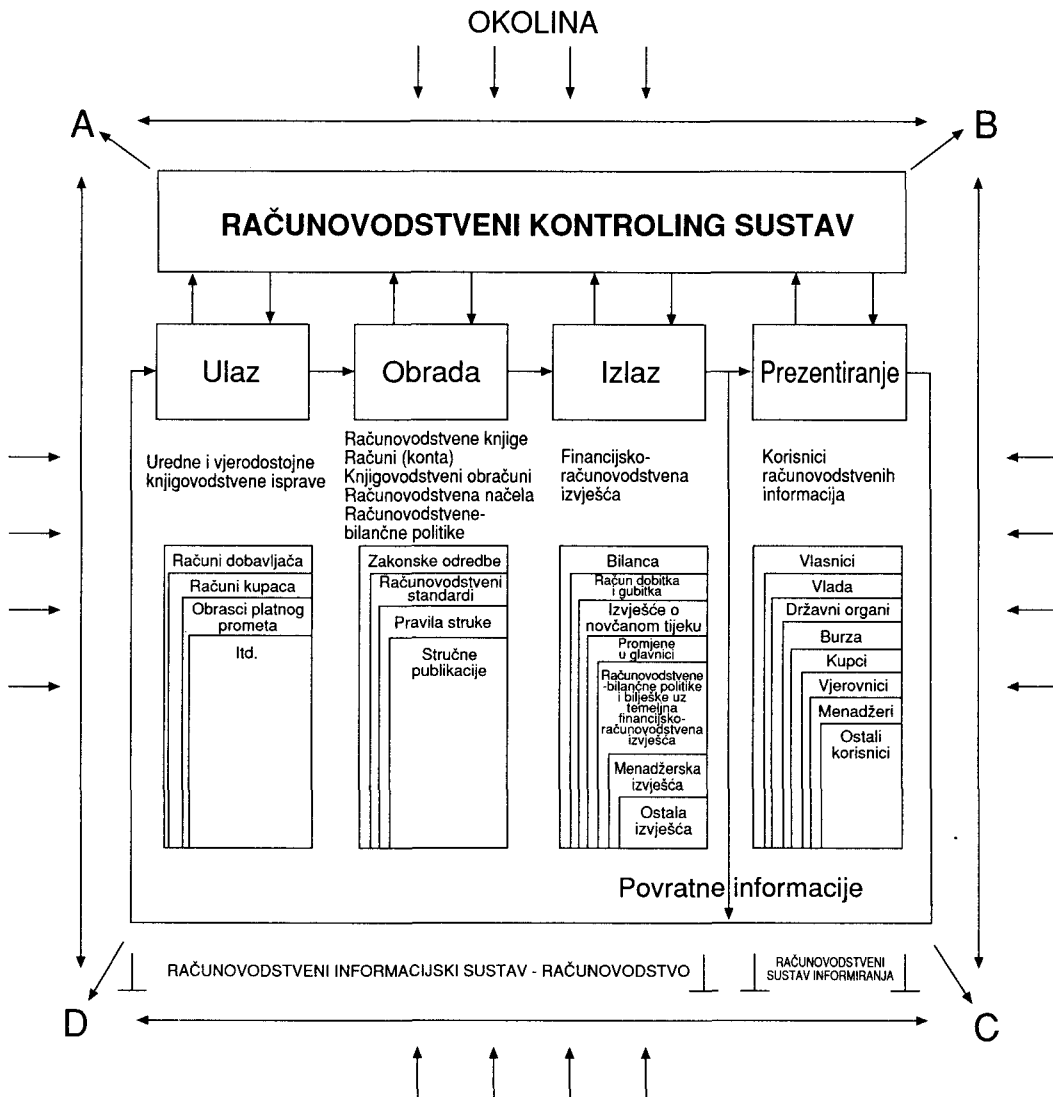 OKOLINA
A
B
RAČUNOVODSTVENI KONTROLING SUSTAV
Ulaz
Obrada
Izlaz
Prezentiranje
Uredne i vjerodostojne
knjigovodstvene isprave
Računovodstvene knjige
Računi (konta)
Knjigovodstveni obračuni
Računovodstvena načela
Računovodstvene-
bilančne politike
Financijsko-
računovodstvena
izvješća
Korisnici
računovodstvenih
informacija
Računi dobavljača
Računi kupaca
Obrasci platnog
prometa
Itd.
Zakonske odredbe
Računovodstveni
standardi
Pravila struke
Stručne
publikacije
Bilanca
Račun dobitka
i gubitka
Izvješće o
novčanom tijeku
Promjene
u glavnici
Računovodstvene
-bilančne politike
i bilješke uz
temeljna
financijsko-
računovodstvena
izvješća
Menadžerska
izvješća
Ostala
izvješća
Vlasnici
Vlada
Državni organi
Burza
Kupci
Vjerovnici
Menadžeri
Ostali
korisnici
Povratne informacije
RAČUNOVODSTVENI INFORMACIJSKI SUSTAV - RAČUNOVODSTVO
RAČUNOVODSTVENI
SUSTAV INFORMIRANJA
D
C